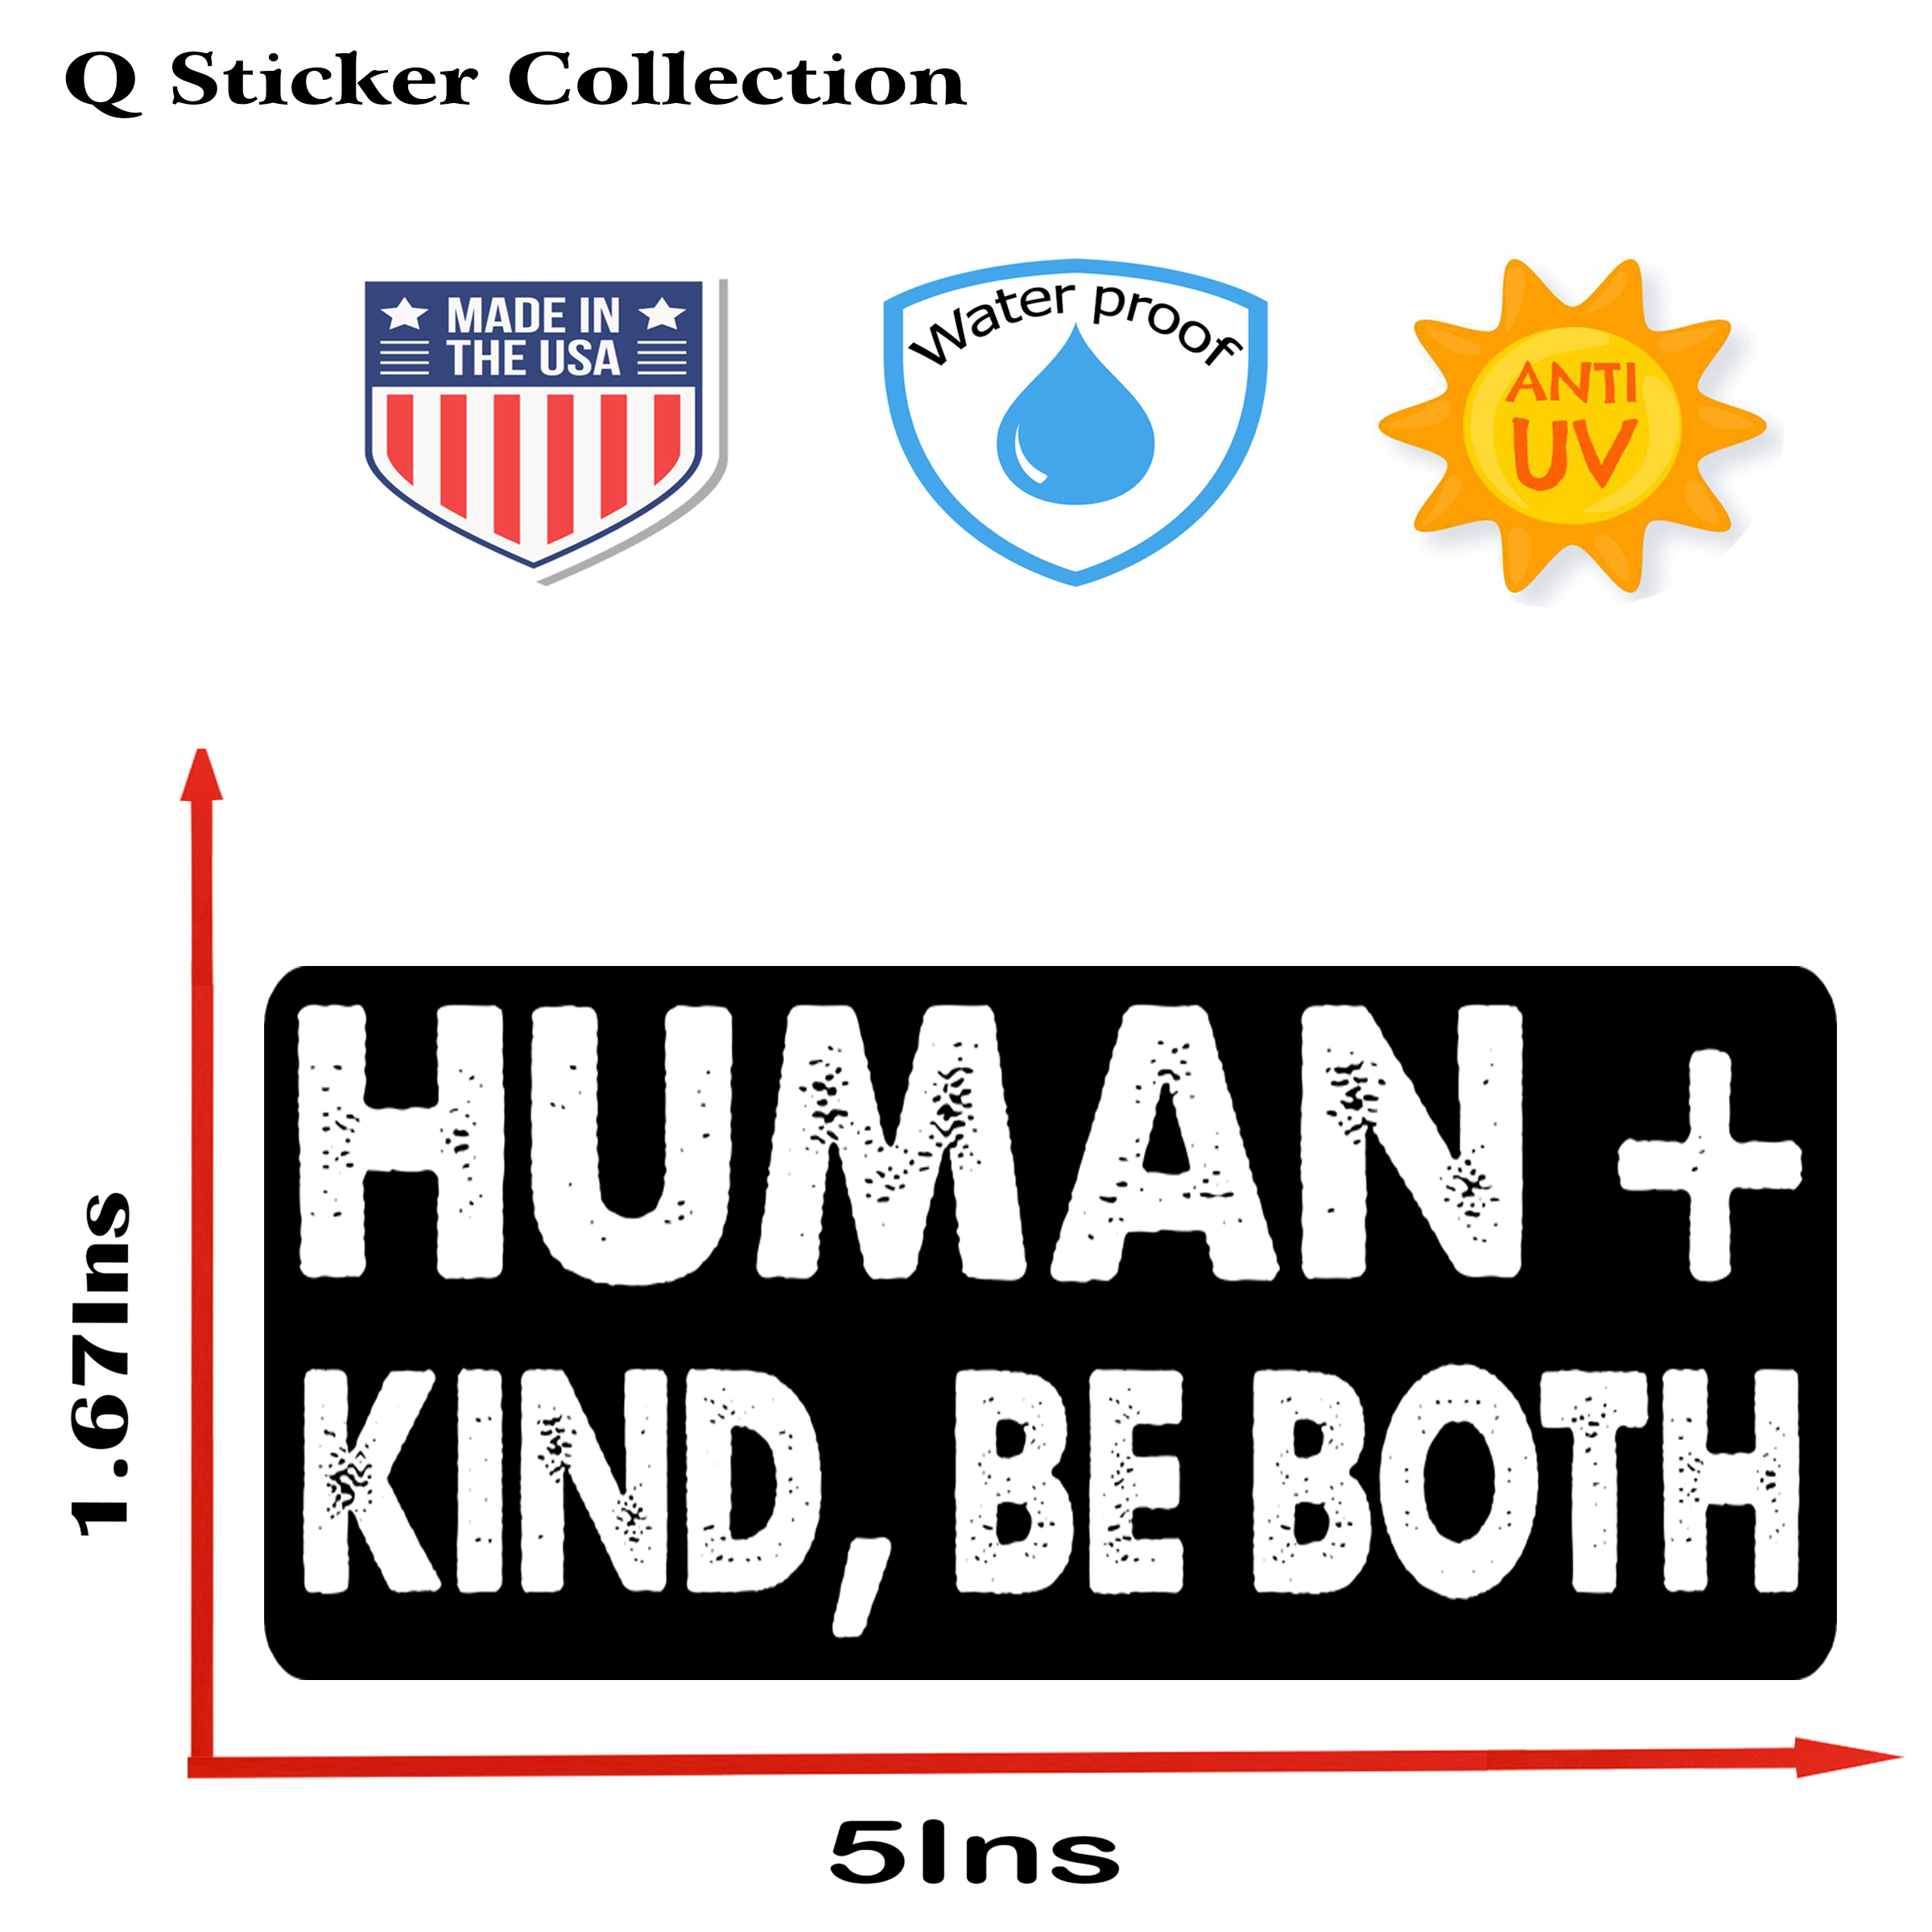 Q Sticker Collection
MADE IN
THE USA
Water proof
ANTI
UV
1.67Ins
HUMAN +
KIND, BE BOTH
5Ins